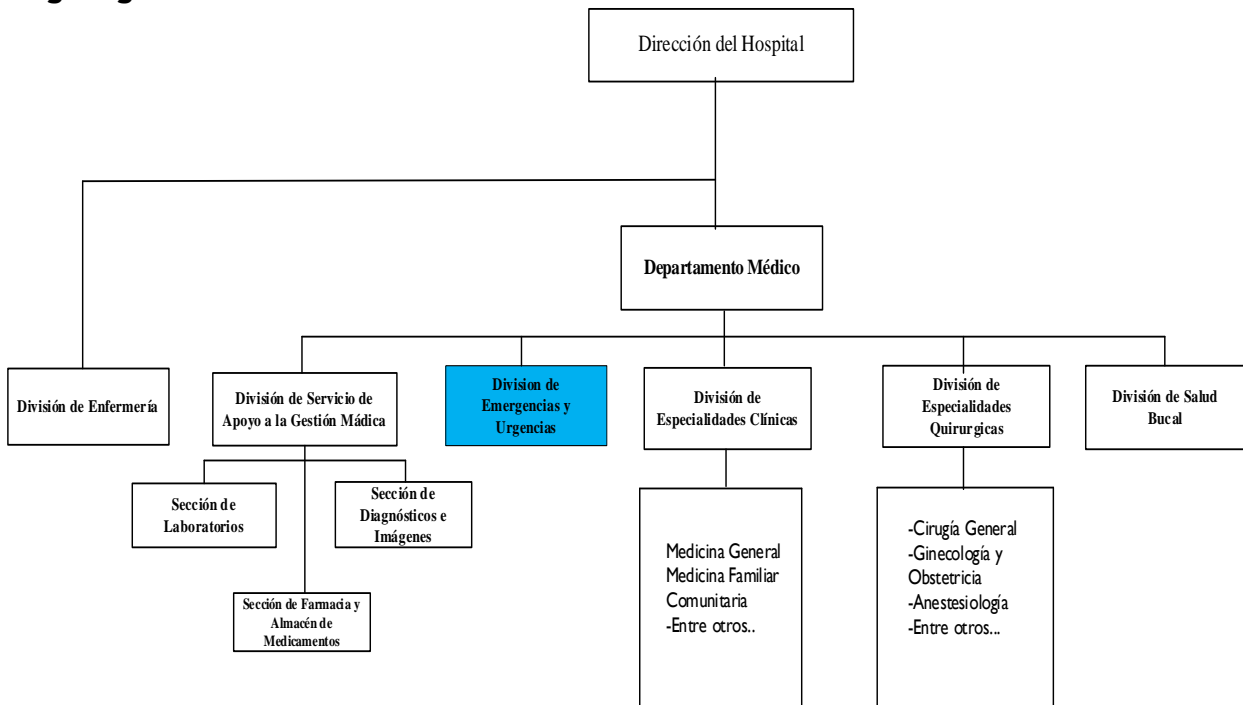 Dirección del Hospital
Departamento Médico
División de Enfermería
División de Servicio de
Apoyo a la Gestión Mádica
Division de
Emergencias y
Urgencias
División de
Especialidades Clínicas
División de
Especialidades
Quirurgicas
División de Salud
Bucal
Sección de
Laboratorios
Sección de
Diagnósticos e
Imágenes
Sección de Farmacia y
Almacén de
Medicamentos
Medicina General
Medicina Familiar
Comunitaria
-Entre otros..
-Cirugía General
-Ginecología y
Obstetricia
-Anestesiología
-Entre otros...